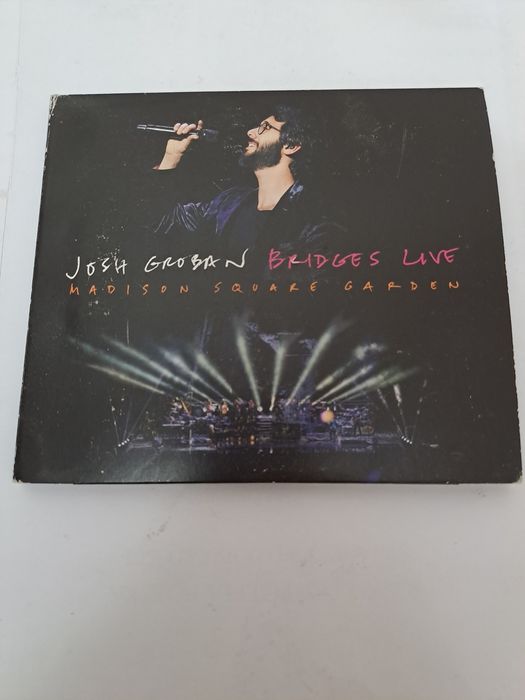 JOSH GROBAN BRIDGES LIVE
MADISON SQUARE GARDEN